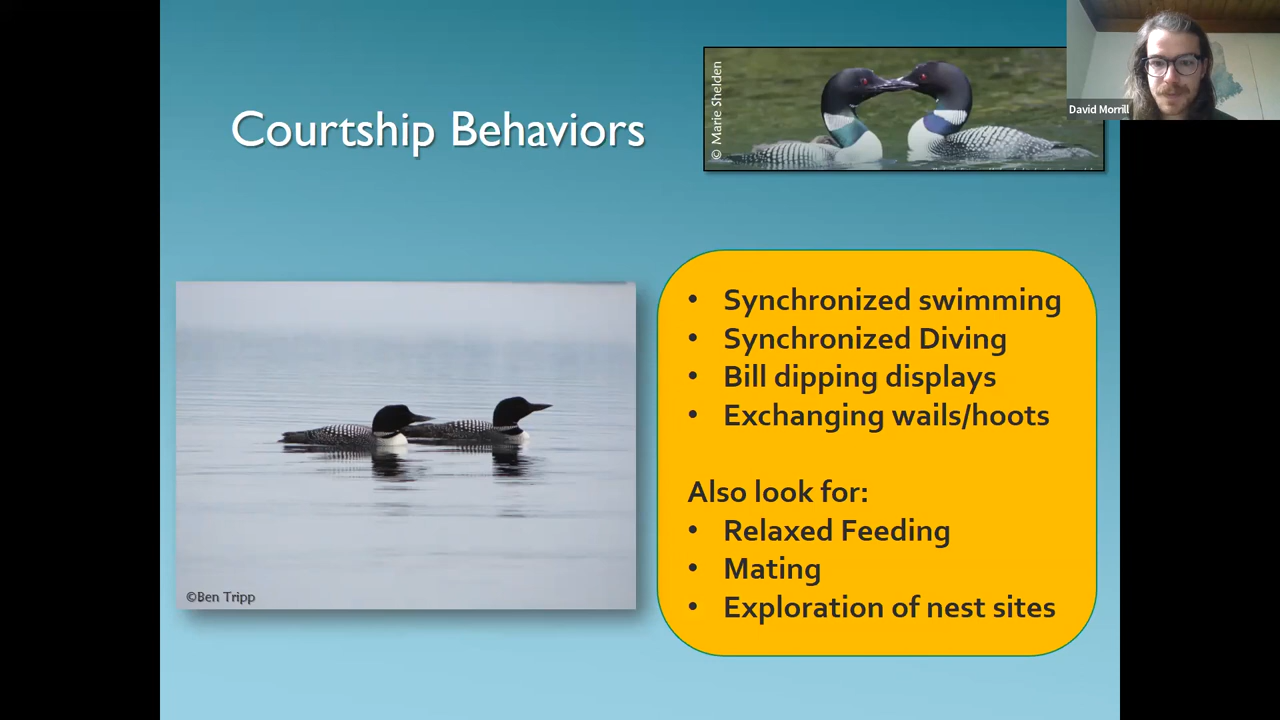 Courtship Behaviors
© Marie Shelden
David Morrill
• Synchronized swimming
• Synchronized Diving
• Bill dipping displays
• Exchanging wails/hoots
Also look for:
• Relaxed Feeding
• Mating
• Exploration of nest sites
©Ben Tripp